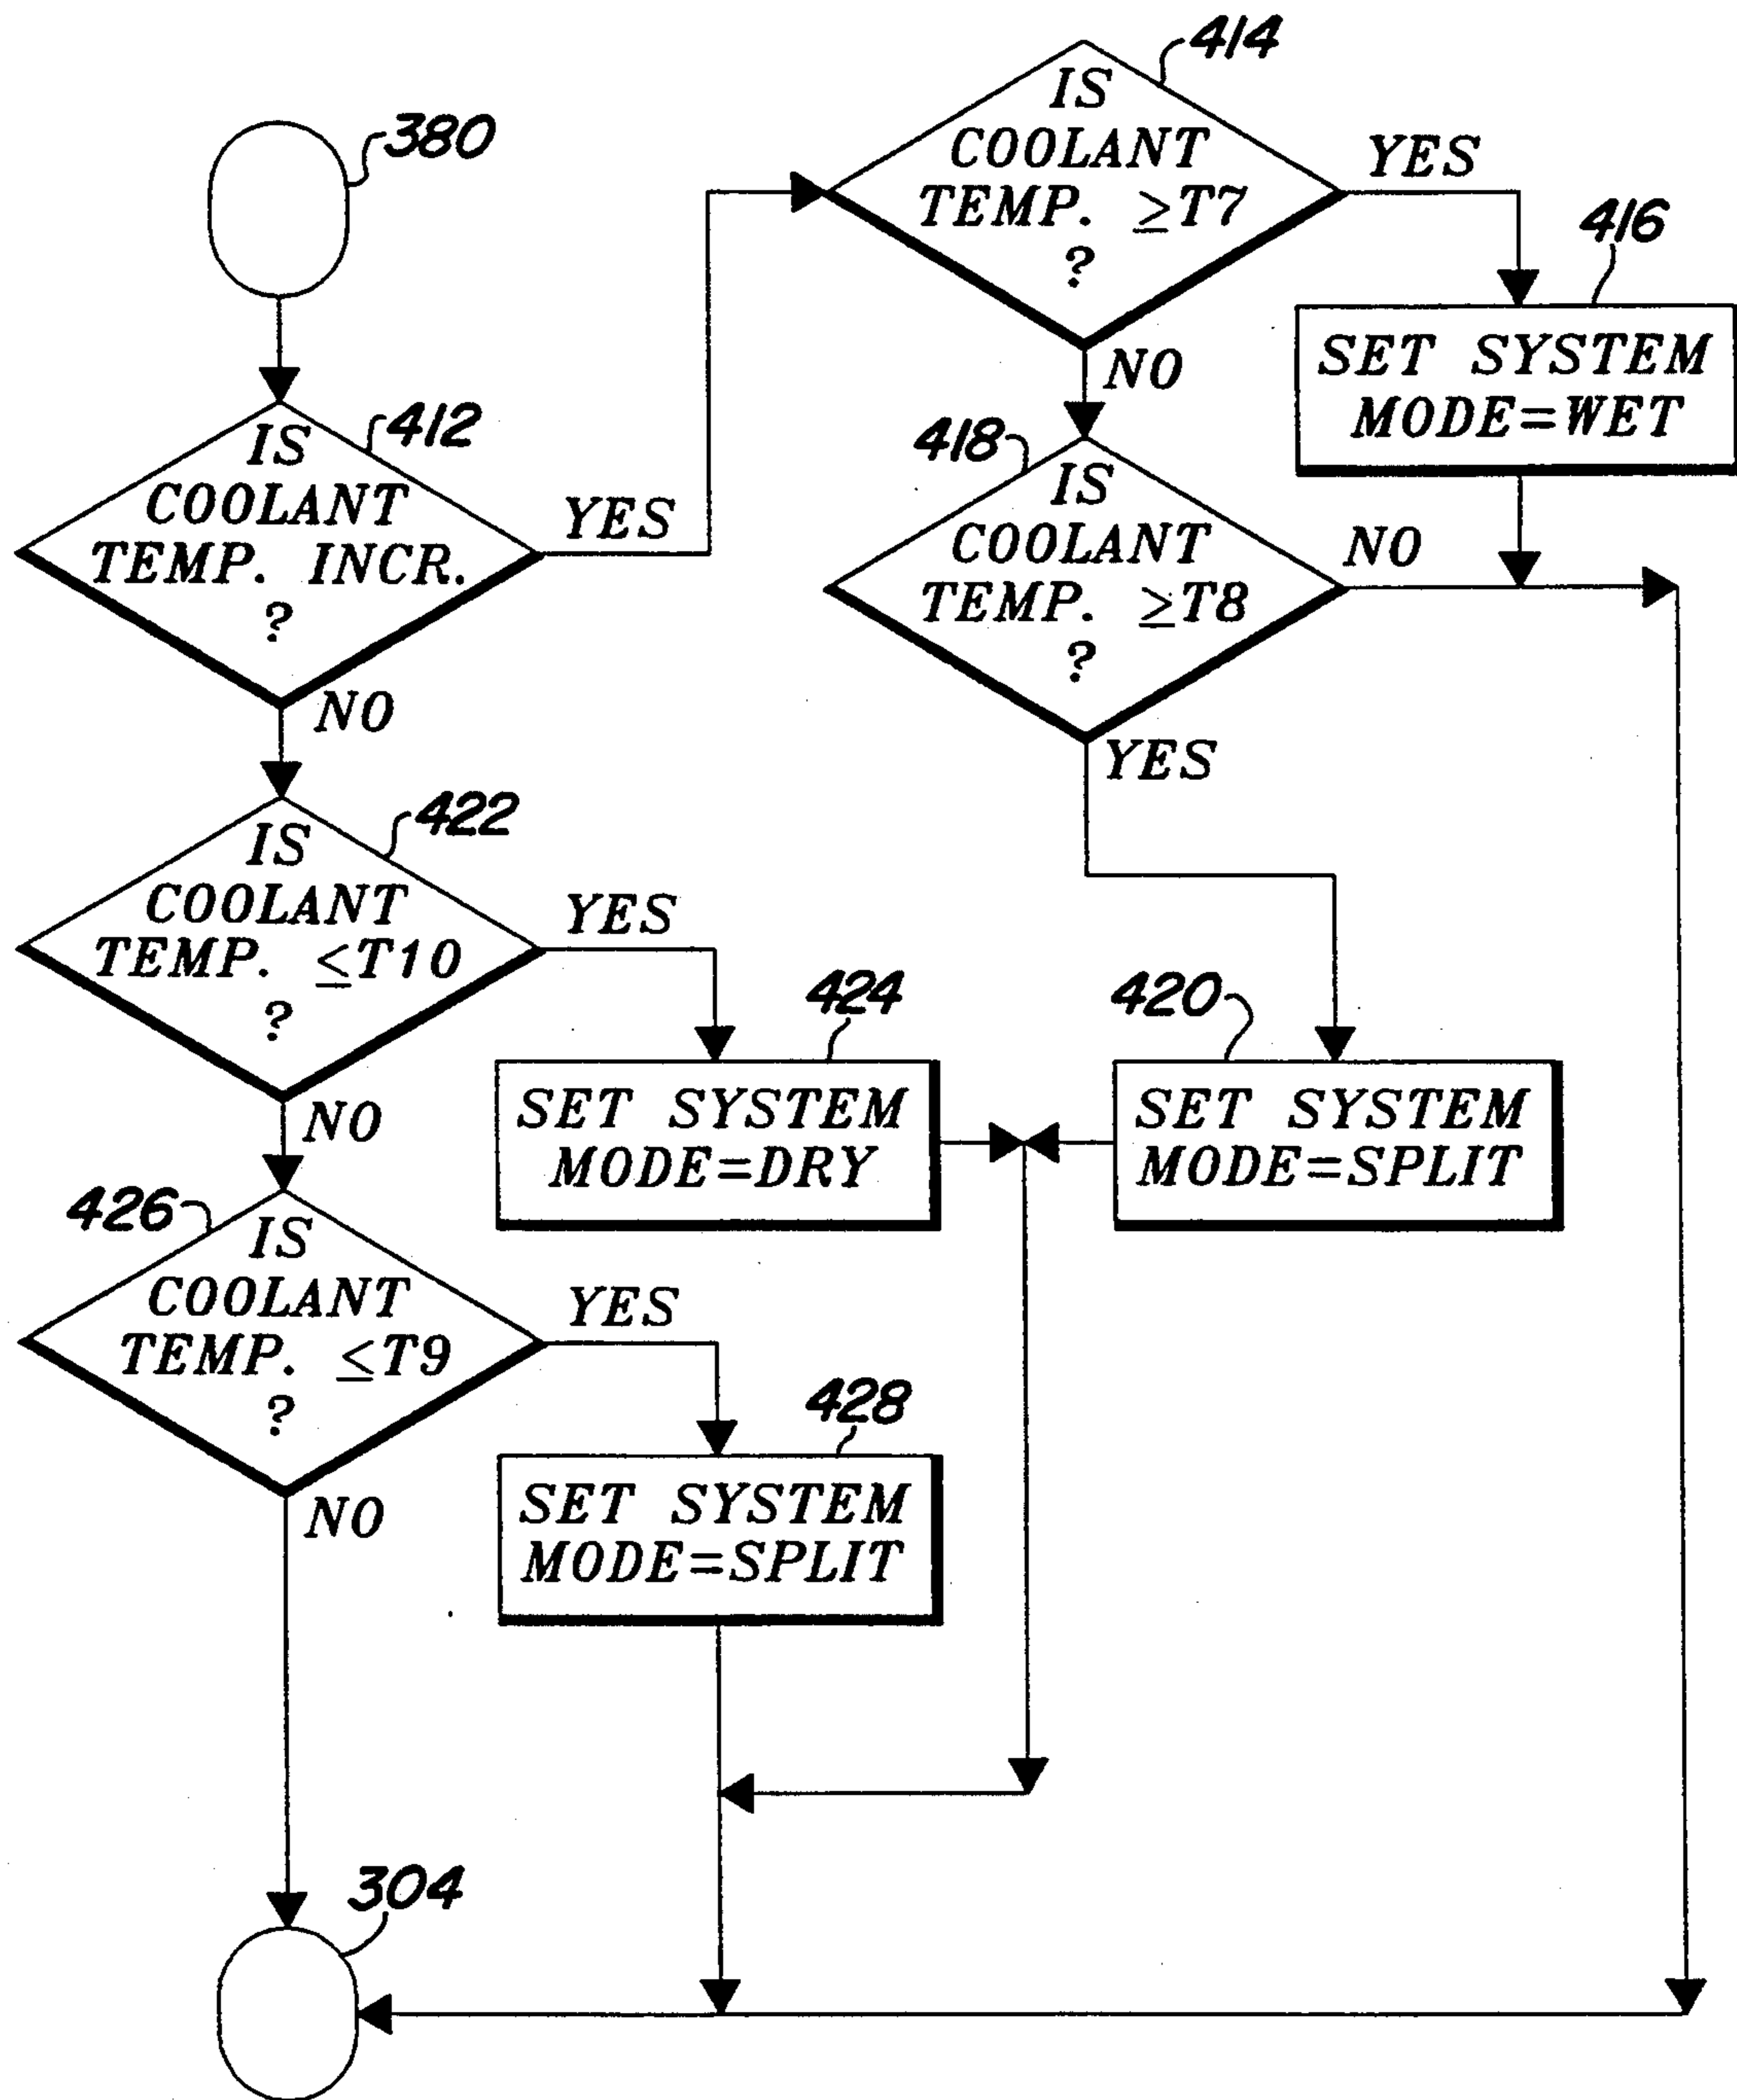 380
412
IS
COOLANT
TEMP. INCR.
?
YES
NO
414
IS
COOLANT
TEMP. ≥T7
?
YES
NO
416
SET SYSTEM
MODE=WET
418
IS
COOLANT
TEMP. ≥T8
?
NO
YES
422
IS
COOLANT
TEMP. ≤T10
?
YES
NO
424
SET SYSTEM
MODE=DRY
420
SET SYSTEM
MODE=SPLIT
426
IS
COOLANT
TEMP. ≤T9
?
YES
NO
428
SET SYSTEM
MODE=SPLIT
304